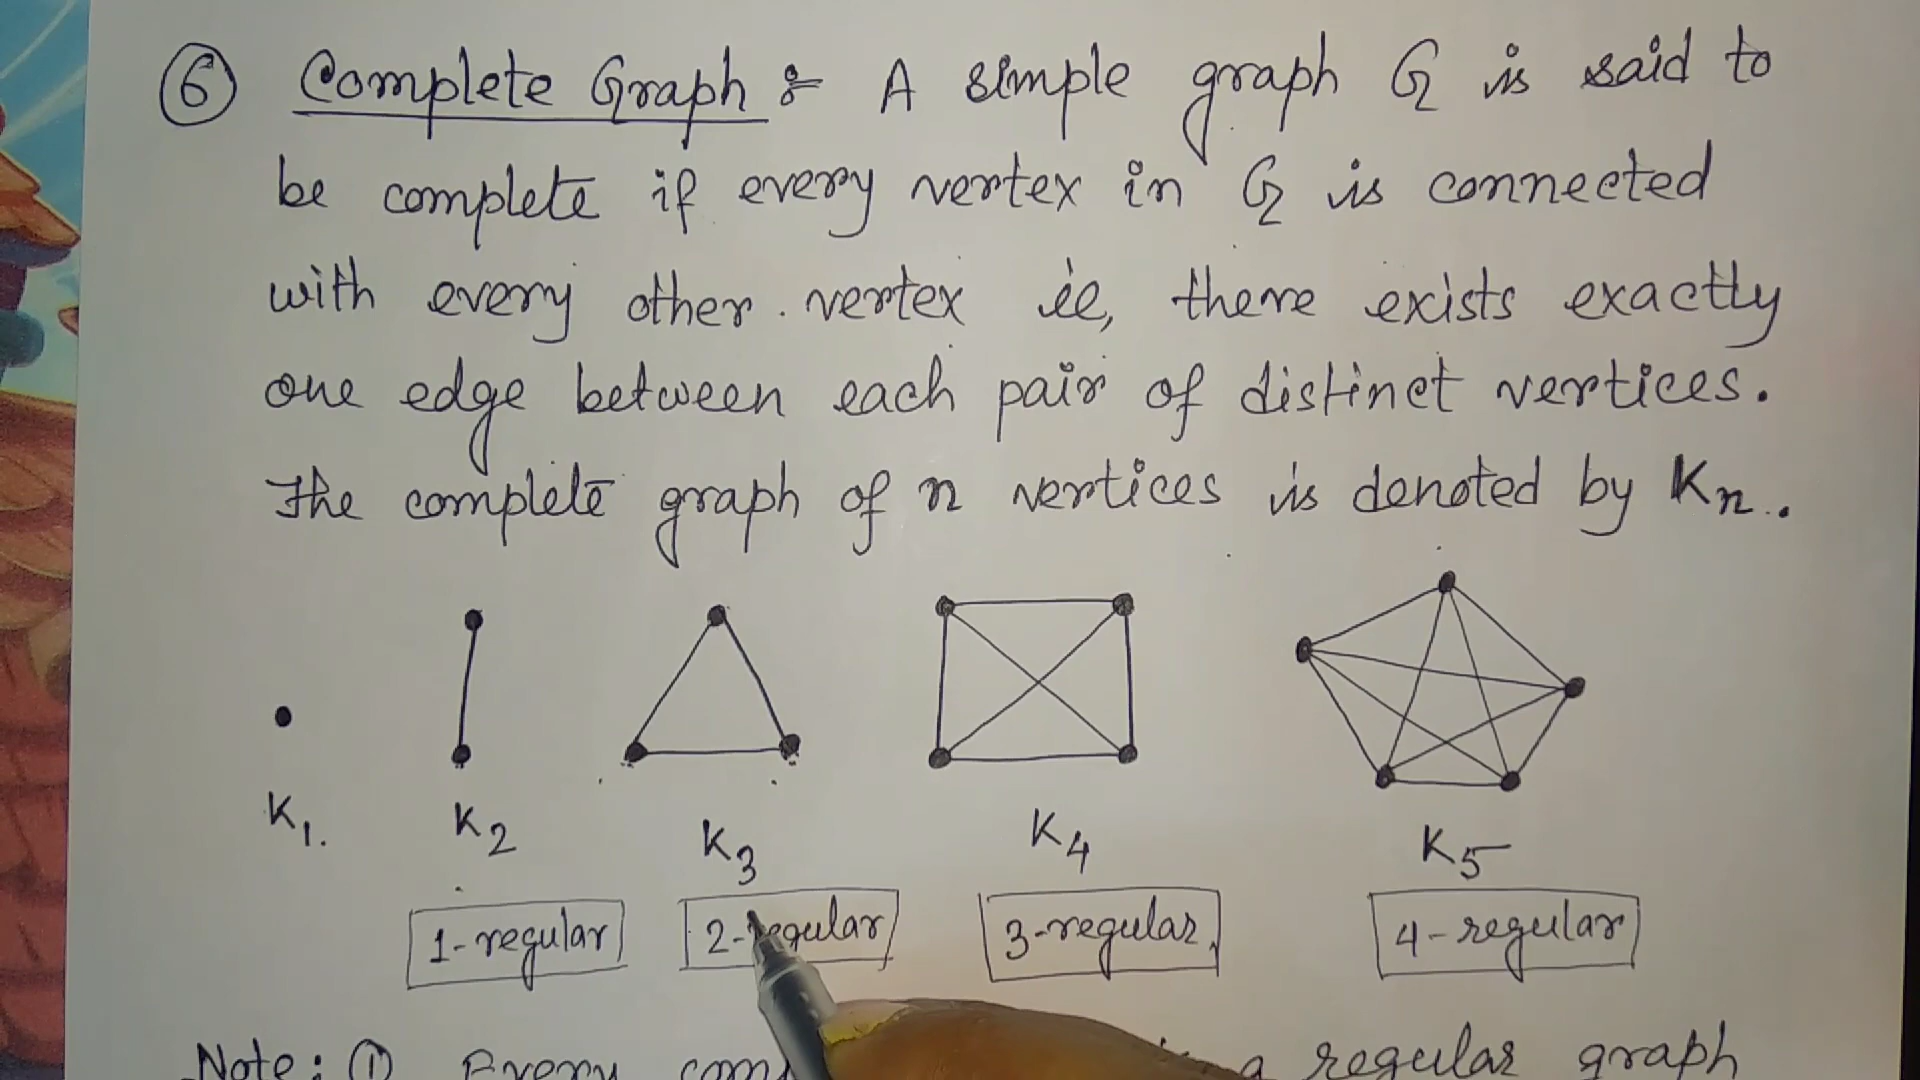 6 Complete Graph :- A simple graph G is said to
be complete if every vertex in G is connected
with every other vertex ie, there exists exactly
one edge between each pair of distinct vertices.
The complete graph of n vertices is denoted by Kn.
K1. K2 K3 K4 K5
1-regular 2-regular 3-regular 4-regular
Note: 1 Every a regular graph